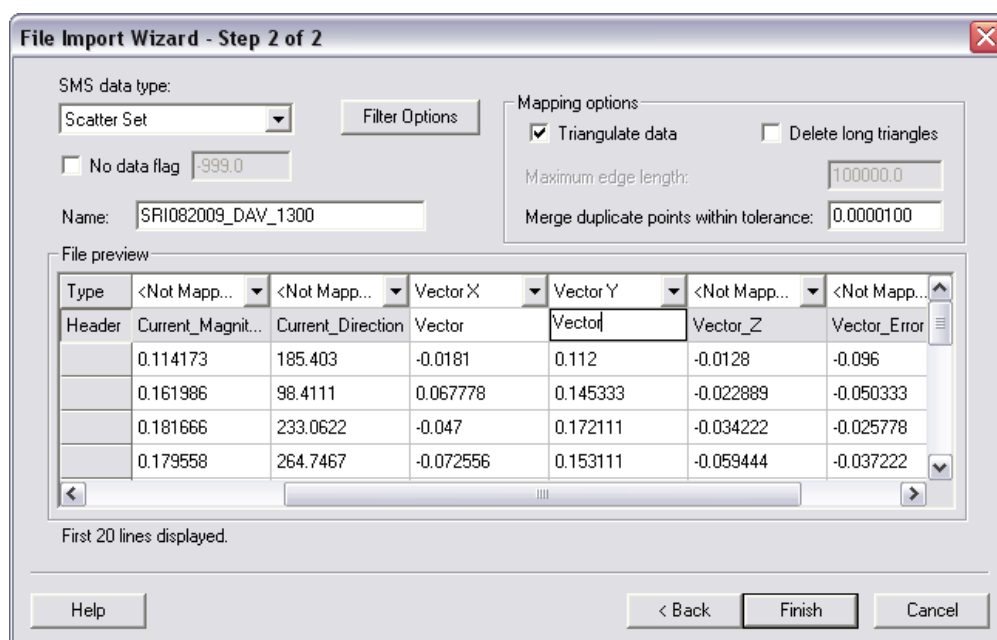 File Import Wizard - Step 2 of 2
SMS data type:
Scatter Set
Filter Options
No data flag -999.0
Name: SRI082009_DAV_1300
Mapping options
Triangulate data Delete long triangles
Maximum edge length: 100000.0
Merge duplicate points within tolerance: 0.0000100
File preview
Type <Not Mapp... <Not Mapp... Vector X Vector Y <Not Mapp... <Not Mapp...
Header Current_Magnit... Current_Direction Vector Vector Vector_Z Vector_Error
0.114173 185.403 -0.0181 0.112 -0.0128 -0.096
0.161986 98.4111 0.067778 0.145333 -0.022889 -0.050333
0.181666 233.0622 -0.047 0.172111 -0.034222 -0.025778
0.179558 264.7467 -0.072556 0.153111 -0.059444 -0.037222
First 20 lines displayed.
Help < Back Finish Cancel